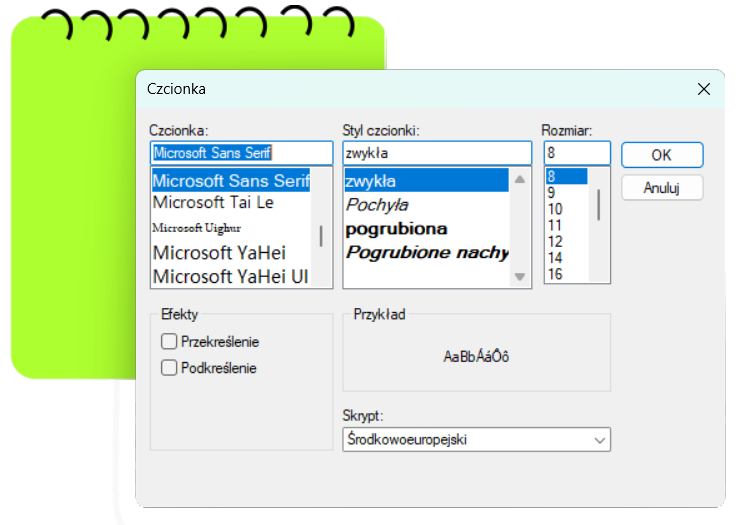 Czcionka
Czcionka:
Microsoft Sans Serif
Microsoft Sans Serif
Microsoft Tai Le
Microsoft Uighur
Microsoft YaHei
Microsoft YaHei UI
Styl czcionki:
zwykła
zwykła
Pochyła
pogrubiona
Pogrubione nachy
Rozmiar:
8
8
9
10
11
12
14
16
OK
Anuluj
Efekty
Przekreślenie
Podkreślenie
Przykład
AaBbÁáÔô
Skrypt:
Środkowoeuropejski